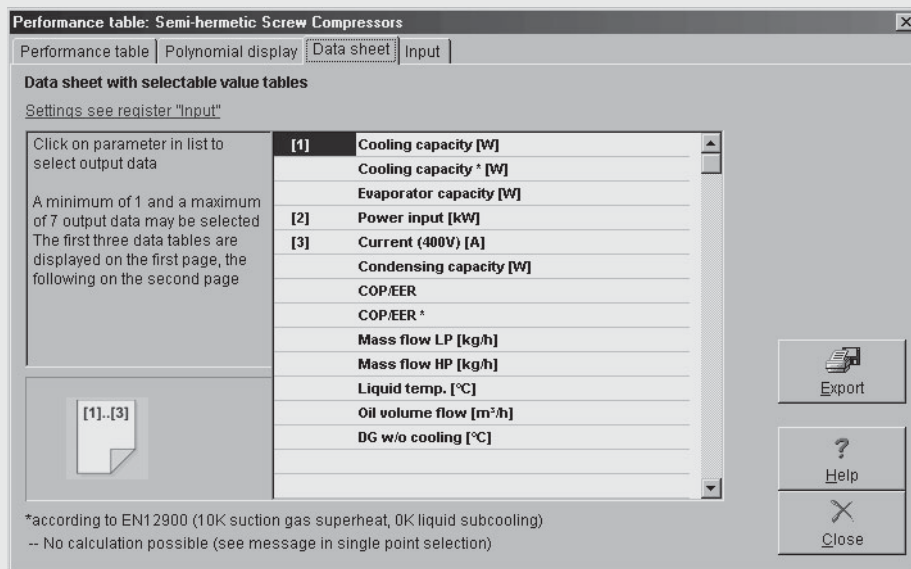 Performance table: Semi-hermetic Screw Compressors
Performance table
Polynomial display
Data sheet
Input
Data sheet with selectable value tables
Settings see register "Input"
Click on parameter in list to
select output data
A minimum of 1 and a maximum
of 7 output data may be selected
The first three data tables are
displayed on the first page, the
following on the second page
[1]..[3]
[1] Cooling capacity [W]
Cooling capacity * [W]
Evaporator capacity [W]
[2] Power input [kW]
[3] Current (400V) [A]
Condensing capacity [W]
COP/EER
COP/EER *
Mass flow LP [kg/h]
Mass flow HP [kg/h]
Liquid temp. [°C]
Oil volume flow [m³/h]
DG w/o cooling [°C]
Export
Help
Close
*according to EN12900 (10K suction gas superheat, 0K liquid subcooling)
-- No calculation possible (see message in single point selection)